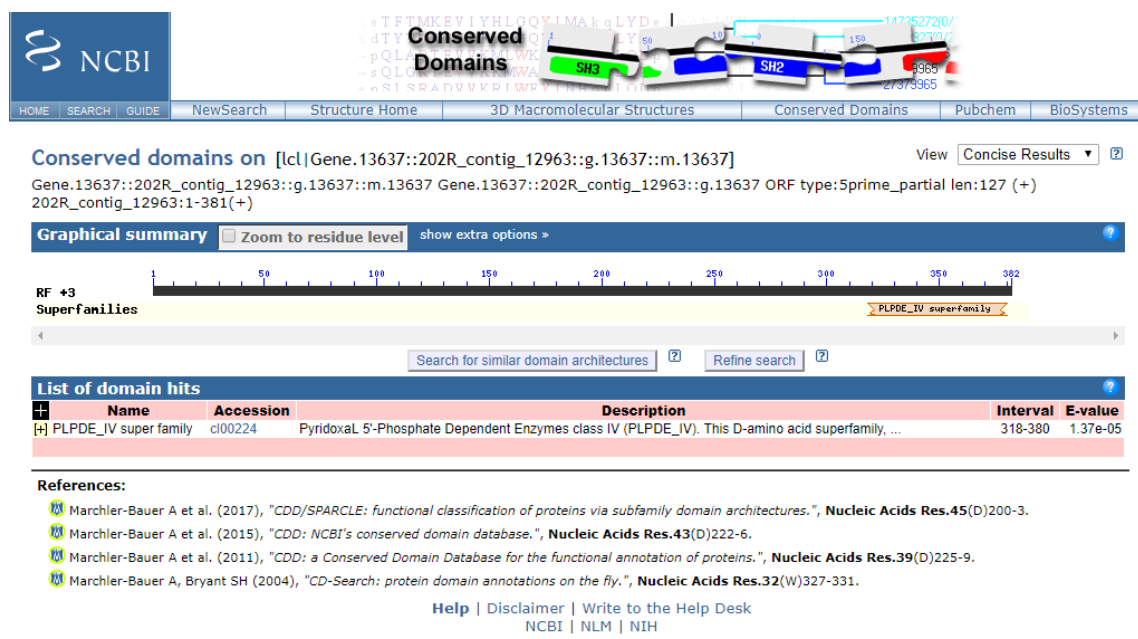 NCBI
Conserved
Domains
SH3
SH2
HOME SEARCH GUIDE NewSearch Structure Home 3D Macromolecular Structures Conserved Domains Pubchem BioSystems
Conserved domains on [lcl|Gene.13637::202R_contig_12963::g.13637::m.13637]
View Concise Results ▼ ?
Gene.13637::202R_contig_12963::g.13637::m.13637 Gene.13637::202R_contig_12963::g.13637 ORF type:5prime_partial len:127 (+)
202R_contig_12963:1-381(+)
Graphical summary Zoom to residue level show extra options » ?
1 50 100 150 200 250 300 350 382
RF +3
Superfamilies PLPDE_IV superfamily
Search for similar domain architectures ? Refine search ?
List of domain hits ?
+ Name Accession Description Interval E-value
[+] PLPDE_IV super family cl00224 PyridoxaL 5'-Phosphate Dependent Enzymes class IV (PLPDE_IV). This D-amino acid superfamily, ... 318-380 1.37e-05
References:
Marchler-Bauer A et al. (2017), "CDD/SPARCLE: functional classification of proteins via subfamily domain architectures.", Nucleic Acids Res.45(D)200-3.
Marchler-Bauer A et al. (2015), "CDD: NCBI's conserved domain database.", Nucleic Acids Res.43(D)222-6.
Marchler-Bauer A et al. (2011), "CDD: a Conserved Domain Database for the functional annotation of proteins.", Nucleic Acids Res.39(D)225-9.
Marchler-Bauer A, Bryant SH (2004), "CD-Search: protein domain annotations on the fly.", Nucleic Acids Res.32(W)327-331.
Help | Disclaimer | Write to the Help Desk
NCBI | NLM | NIH